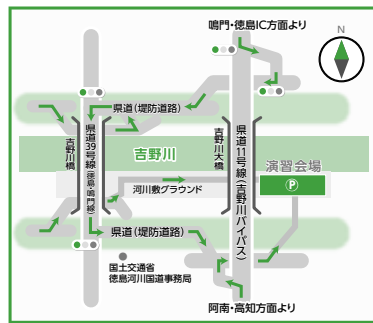 鳴門・徳島IC方面より
N
県道（堤防道路）
県道39号線（徳島・鳴門線）
吉野川橋
吉野川
吉野川大橋
県道11号線（吉野川バイパス）
演習会場
P
河川敷グラウンド
県道（堤防道路）
国土交通省
徳島河川国道事務局
阿南・高知方面より